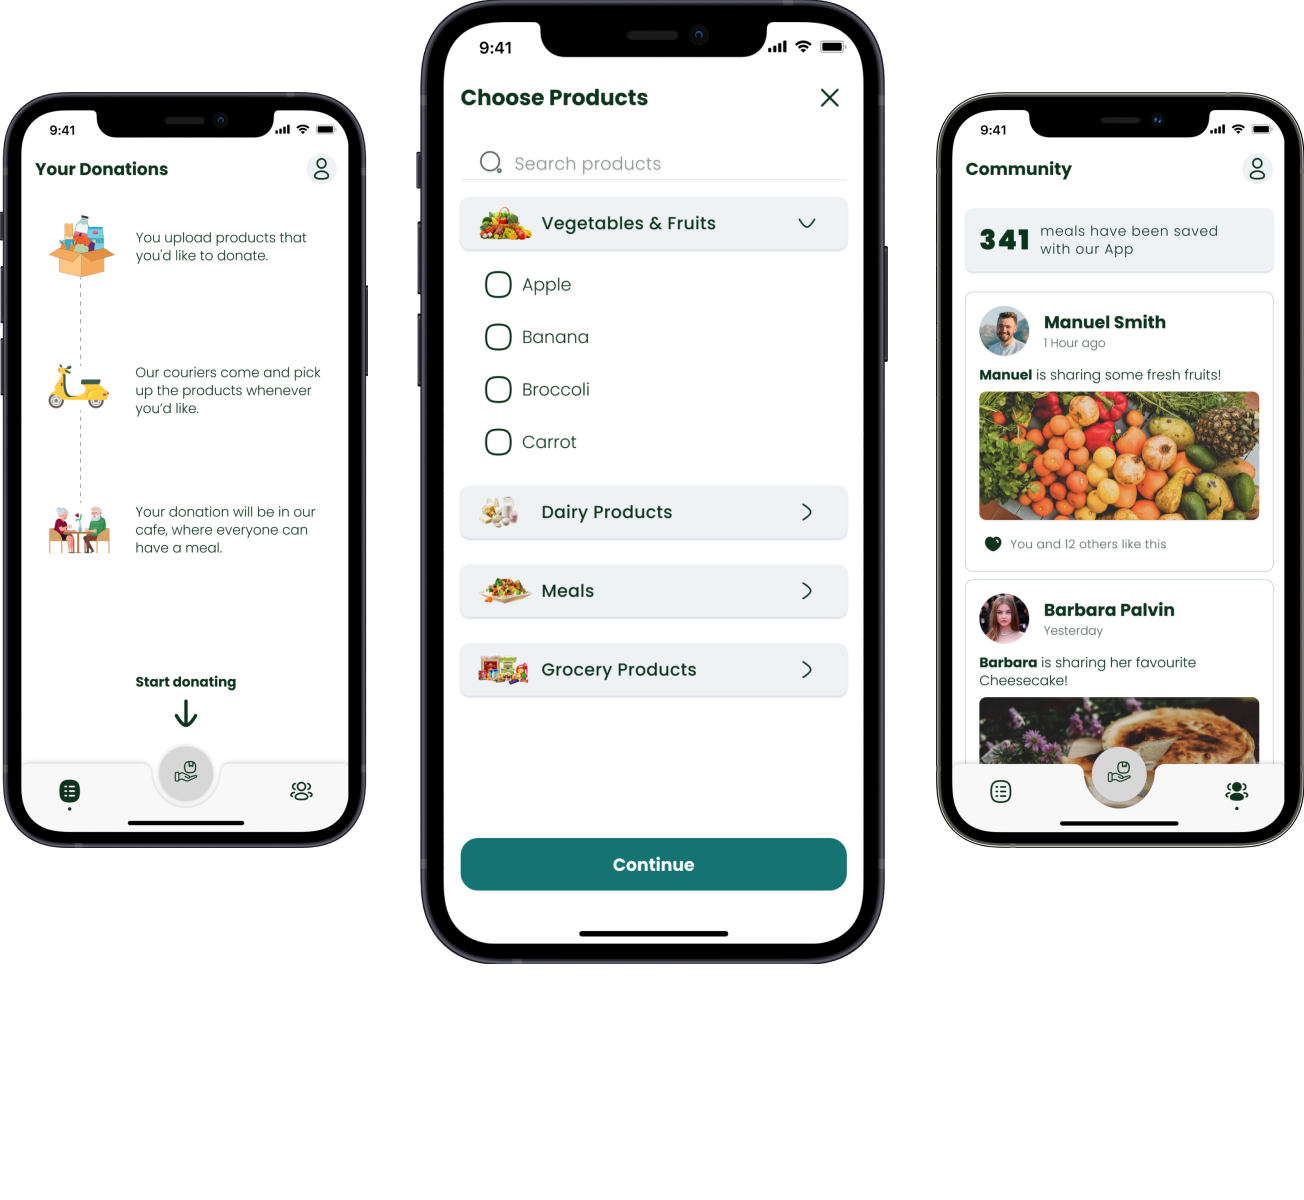 9:41
Your Donations
You upload products that
you'd like to donate.
Our couriers come and pick
up the products whenever
you'd like.
Your donation will be in our
cafe, where everyone can
have a meal.
Start donating
9:41
Choose Products
Search products
Vegetables & Fruits
Apple
Banana
Broccoli
Carrot
Dairy Products
Meals
Grocery Products
Continue
9:41
Community
341 meals have been saved
with our App
Manuel Smith
1 Hour ago
Manuel is sharing some fresh fruits!
You and 12 others like this
Barbara Palvin
Yesterday
Barbara is sharing her favourite
Cheesecake!